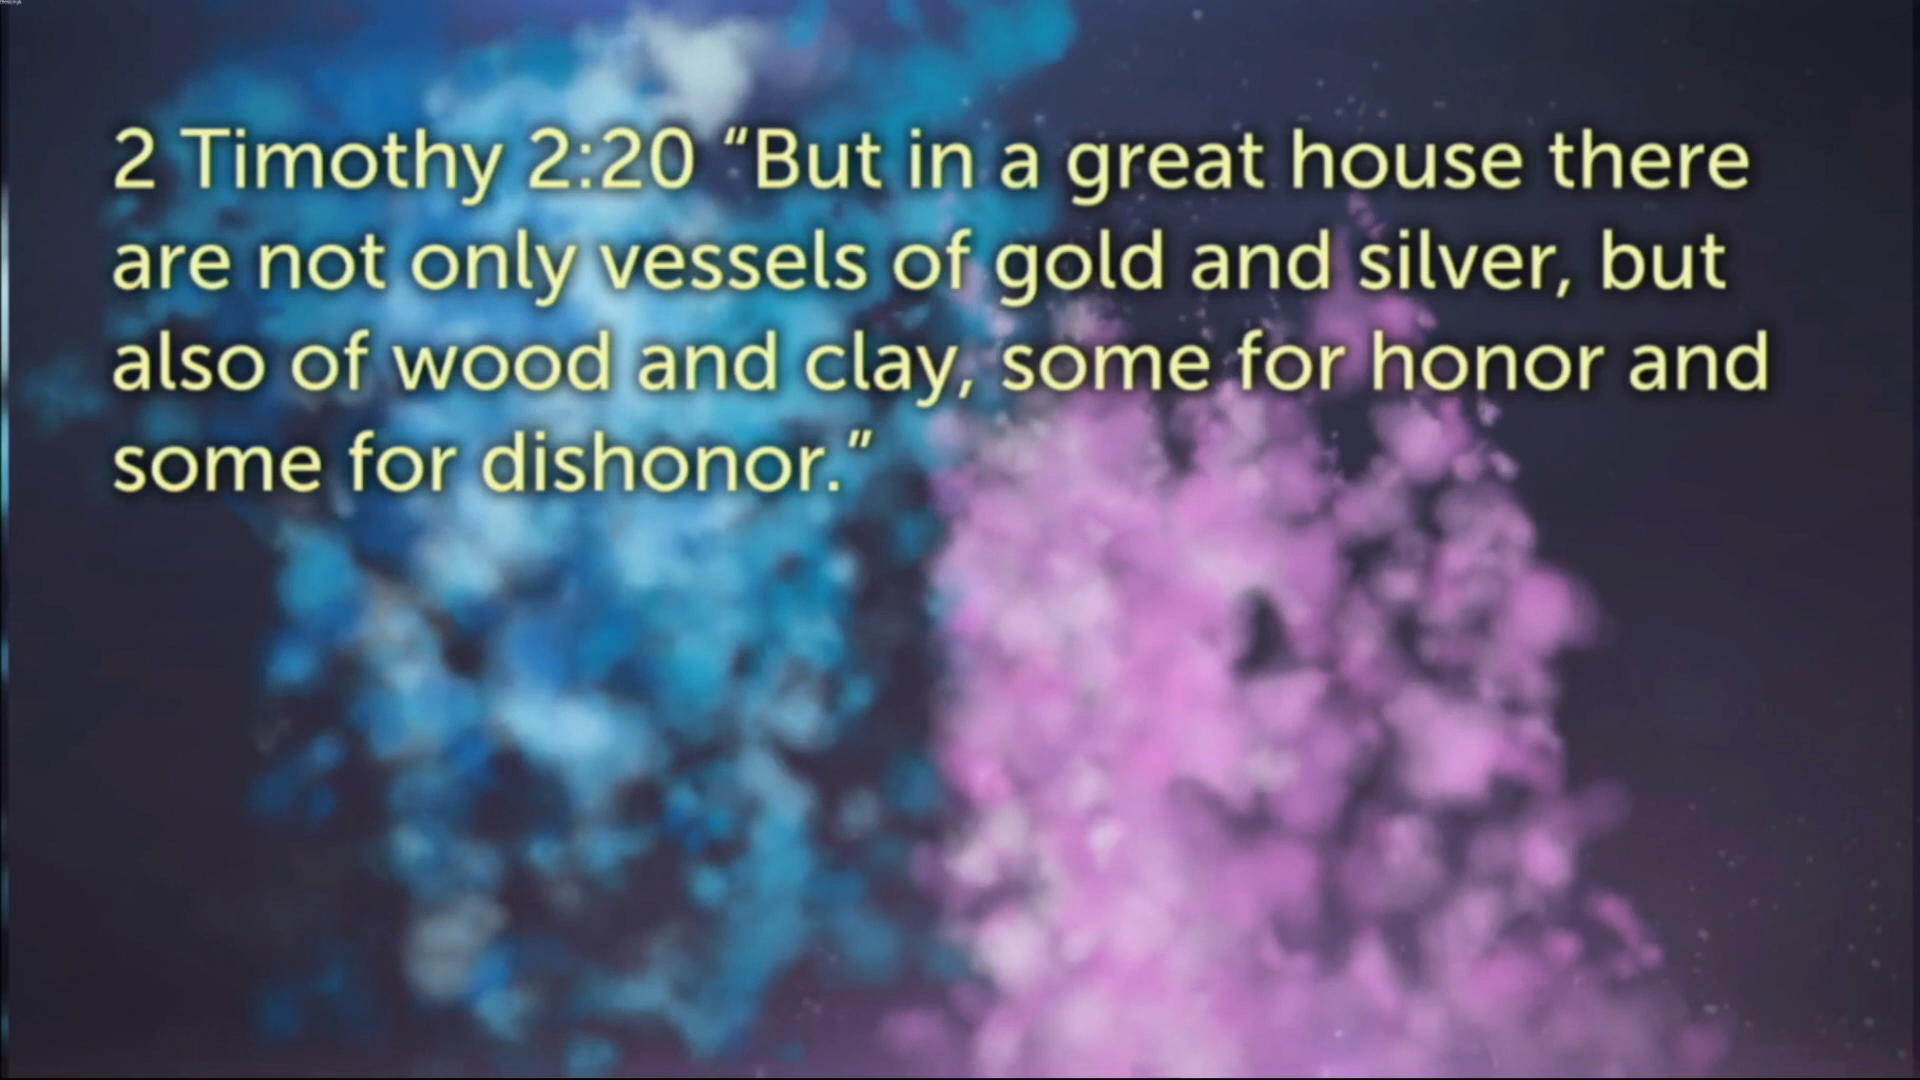 2 Timothy 2:20 “But in a great house there
are not only vessels of gold and silver, but
also of wood and clay, some for honor and
some for dishonor.”